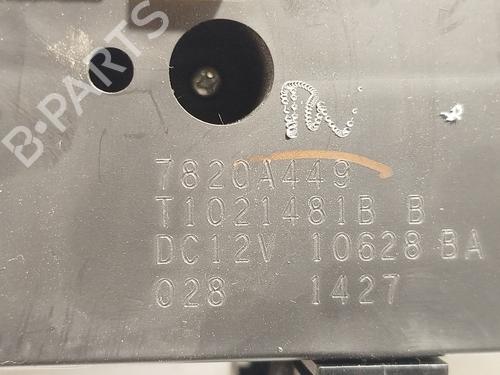 B-PARTS
7820A449
T1021481B B
DC12V 10628 BA
028 1427